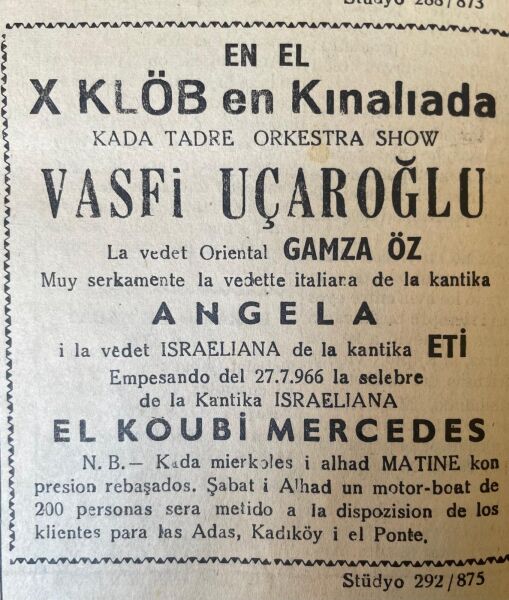 Stüdyo 288/873
EN EL
X KLÖB en Kınalıada
KADA TADRE ORKESTRA SHOW
VASFi UÇAROĞLU
La vedet Oriental GAMZA ÖZ
Muy serkamente la vedette italiana de la kantika
ANGELA
i la vedet ISRAELIANA de la kantika ETİ
Empesando del 27.7.966 la selebre
de la Kantika ISRAELIANA
EL KOUBİ MERCEDES
N. B.— Kada mierkoles i alhad MATINE kon
presion rebaşados. Şabat i Alhad un motor-boat de
200 personas sera metido a la dispozision de los
klientes para las Adas, Kadıköy i el Ponte.
Stüdyo 292/875